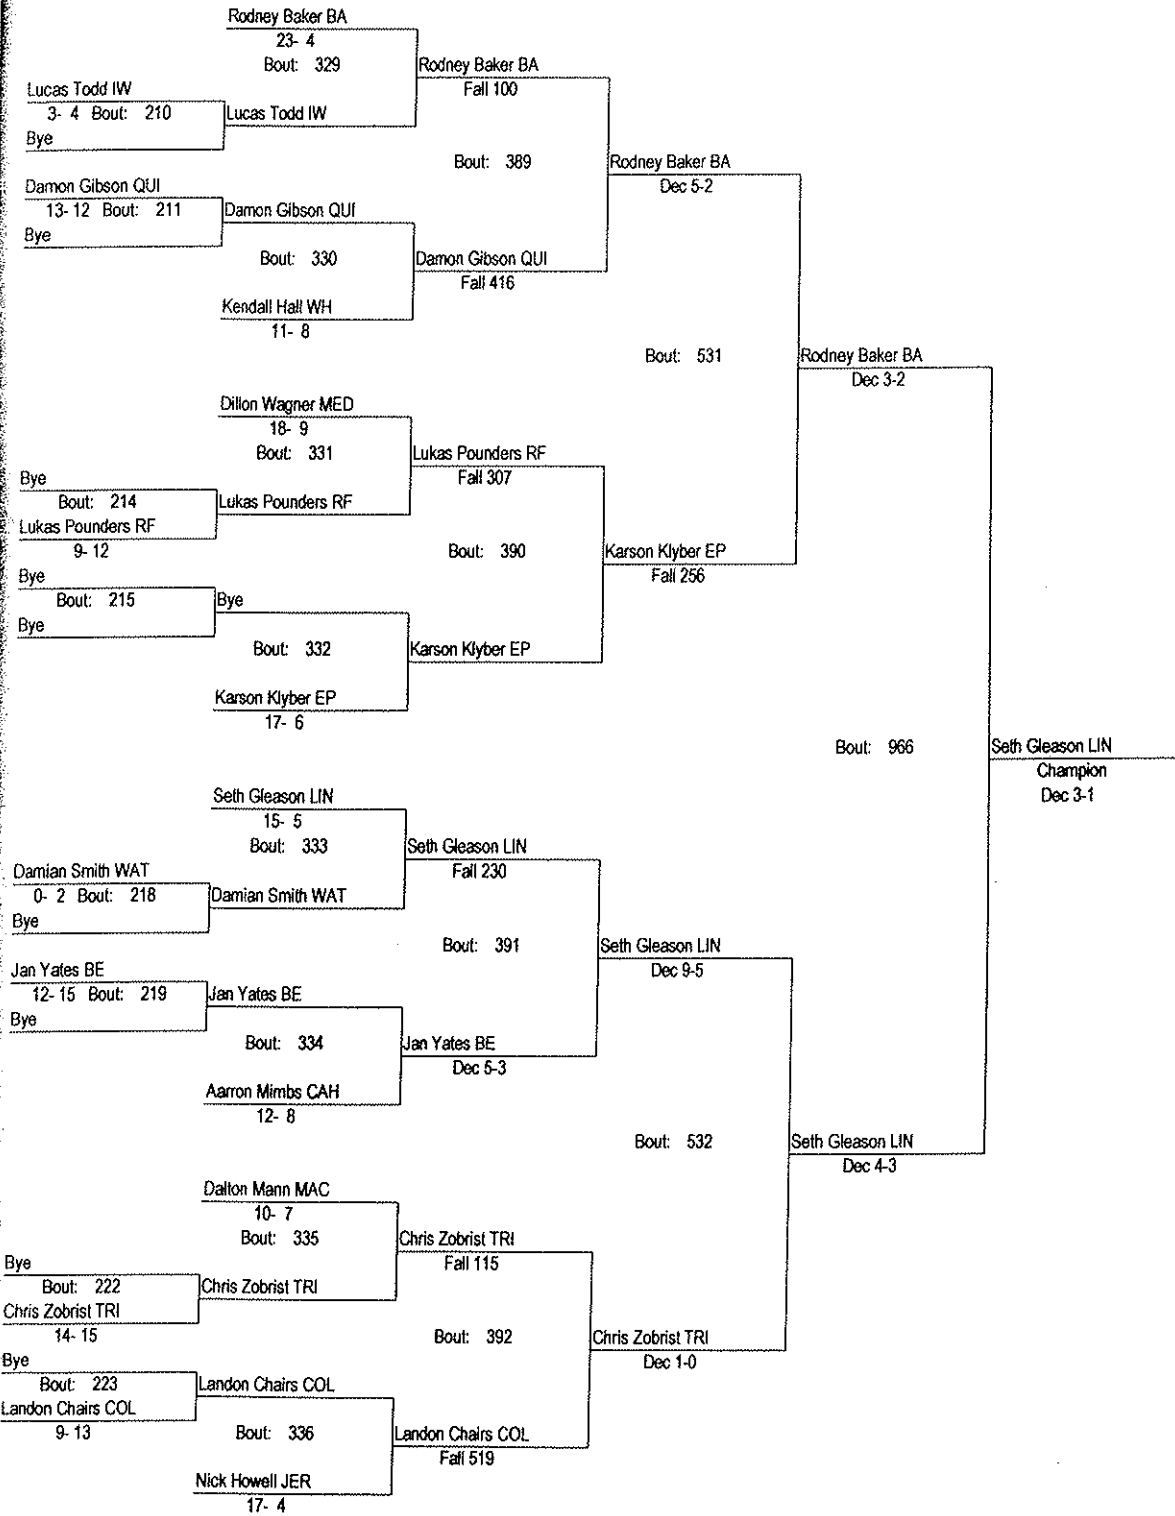 Rodney Baker BA
23- 4
Bout: 329
Rodney Baker BA
Fall 100
Lucas Todd IW
3- 4 Bout: 210
Lucas Todd IW
Bye
Bout: 389
Rodney Baker BA
Dec 5-2
Damon Gibson QUI
13- 12 Bout: 211
Damon Gibson QUI
Bye
Bout: 330
Damon Gibson QUI
Fall 416
Kendall Hall WH
11- 8
Bout: 531
Rodney Baker BA
Dec 3-2
Dillon Wagner MED
18- 9
Bout: 331
Lukas Pounders RF
Fall 307
Bye
Bout: 214
Lukas Pounders RF
Lukas Pounders RF
9- 12
Bout: 390
Karson Klyber EP
Fall 256
Bye
Bout: 215
Bye
Bye
Bout: 332
Karson Klyber EP
Karson Klyber EP
17- 6
Bout: 966
Seth Gleason LIN
Champion
Dec 3-1
Seth Gleason LIN
15- 5
Bout: 333
Seth Gleason LIN
Fall 230
Damian Smith WAT
0- 2 Bout: 218
Damian Smith WAT
Bye
Bout: 391
Seth Gleason LIN
Dec 9-5
Jan Yates BE
12- 15 Bout: 219
Jan Yates BE
Bye
Bout: 334
Jan Yates BE
Dec 5-3
Aarron Mimbs CAH
12- 8
Bout: 532
Seth Gleason LIN
Dec 4-3
Dalton Mann MAC
10- 7
Bout: 335
Chris Zobrist TRI
Fall 115
Bye
Bout: 222
Chris Zobrist TRI
Chris Zobrist TRI
14- 15
Bout: 392
Chris Zobrist TRI
Dec 1-0
Bye
Bout: 223
Landon Chairs COL
Landon Chairs COL
9- 13
Bout: 336
Landon Chairs COL
Fall 519
Nick Howell JER
17- 4